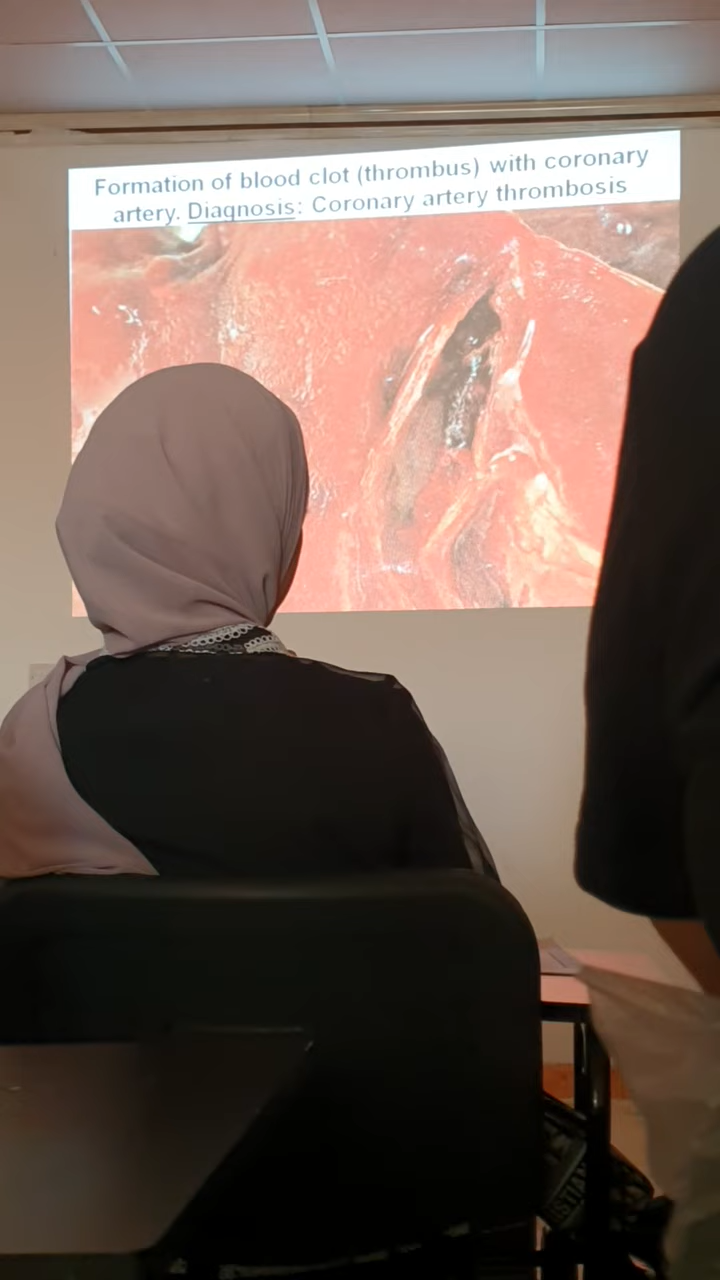 Formation of blood clot (thrombus) with coronary
artery. Diagnosis: Coronary artery thrombosis